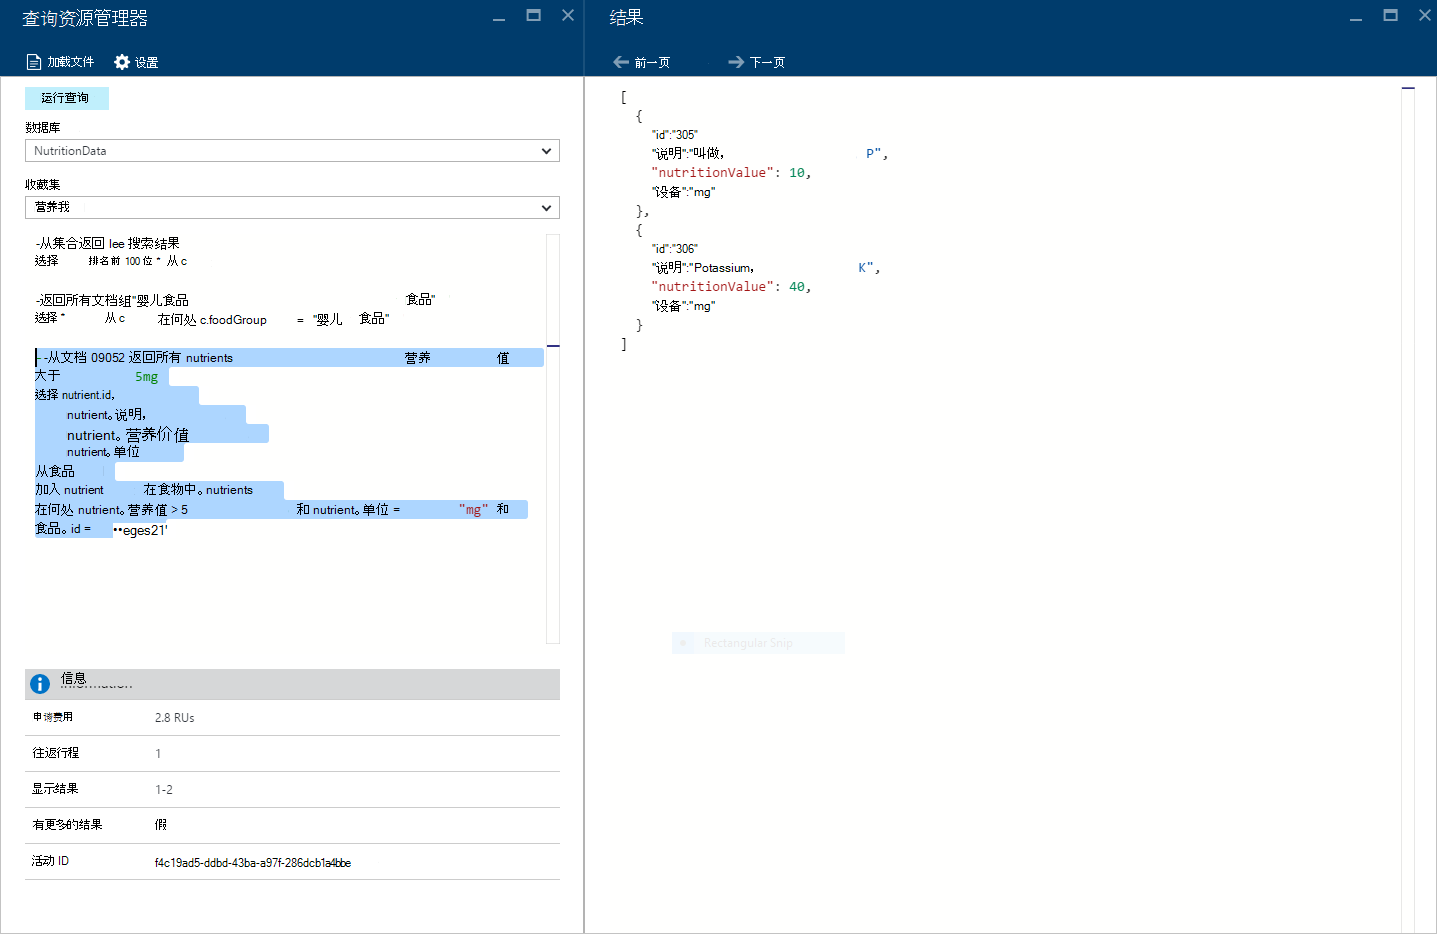 查询资源管理器
加载文件 设置
运行查询
数据库
NutritionData
收藏集
营养我
-从集合返回 lee 搜索结果
选择 排名前 100 位 * 从 c
-返回所有文档组"婴儿食品 食品"
选择 * 从 c 在何处 c.foodGroup = "婴儿 食品"
- -从文档 09052 返回所有 nutrients 营养 值
大于 5mg
选择 nutrient.id，
nutrient。说明，
nutrient。营养价值
nutrient。单位
从食品
加入 nutrient 在食物中。nutrients
在何处 nutrient。营养值 > 5 和 nutrient。单位 = "mg" 和
食品。id = ••eges21'
信息
申请费用 2.8 RUs
往返行程 1
显示结果 1-2
有更多的结果 假
活动 ID f4c19ad5-ddbd-43ba-a97f-286dcb1a4bbe
结果
前一页 下一页
[
{
"id":"305"
"说明":"叫做， P",
"nutritionValue": 10,
"设备":"mg"
},
{
"id":"306"
"说明":"Potassium， K",
"nutritionValue": 40,
"设备":"mg"
}
]
Rectangular Snip